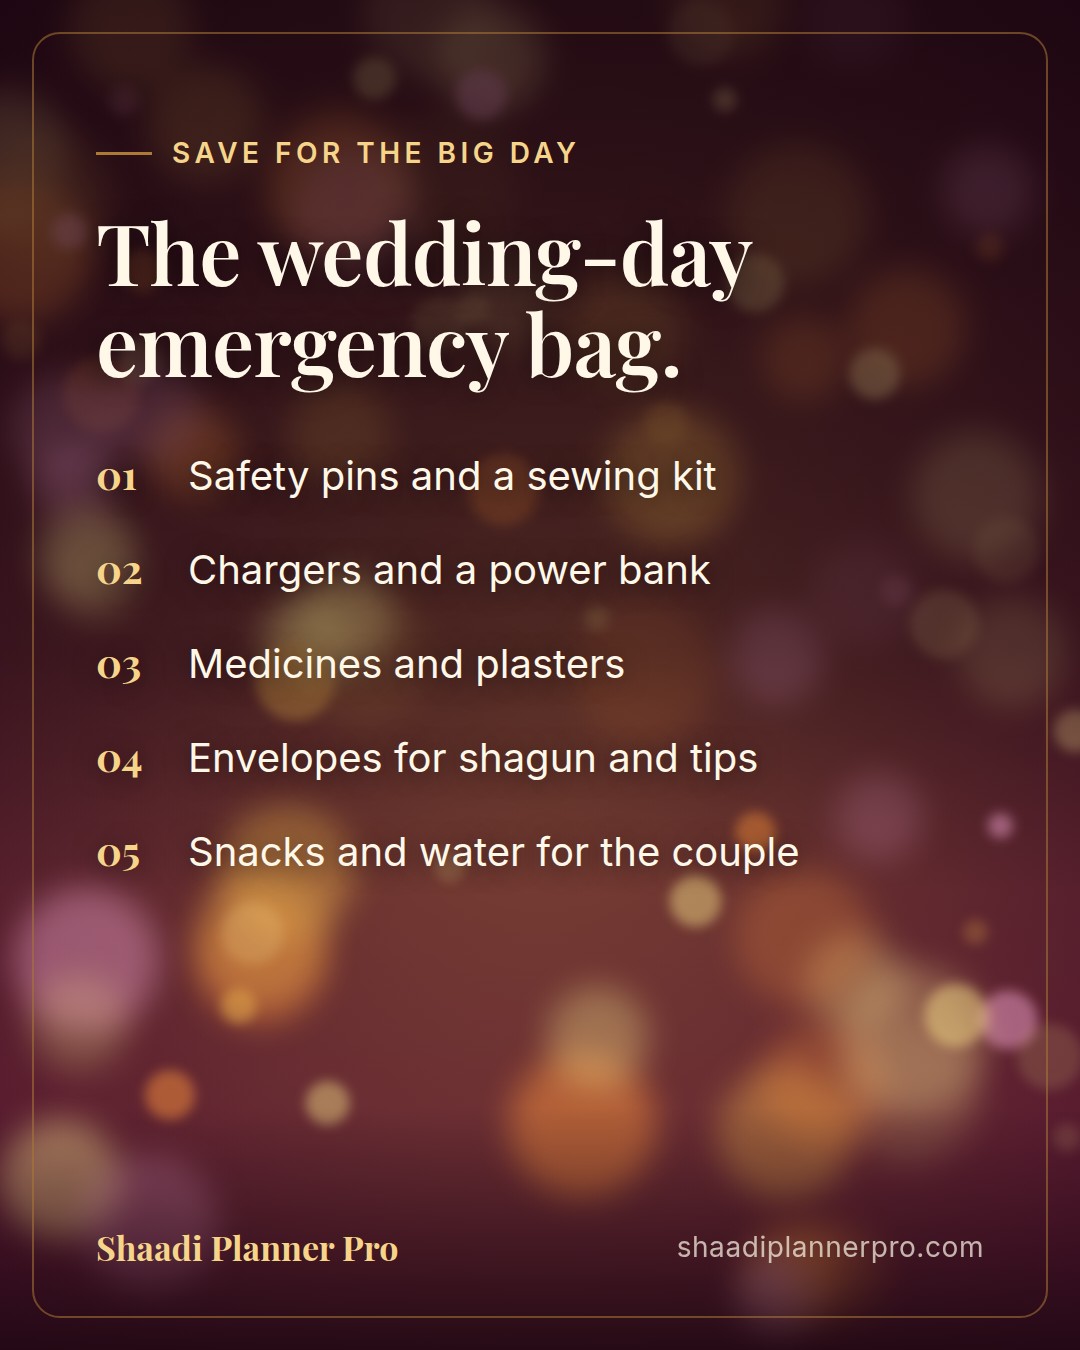 SAVE FOR THE BIG DAY
The wedding-day
emergency bag.
01 Safety pins and a sewing kit
02 Chargers and a power bank
03 Medicines and plasters
04 Envelopes for shagun and tips
05 Snacks and water for the couple
Shaadi Planner Pro
shaadiplannerpro.com